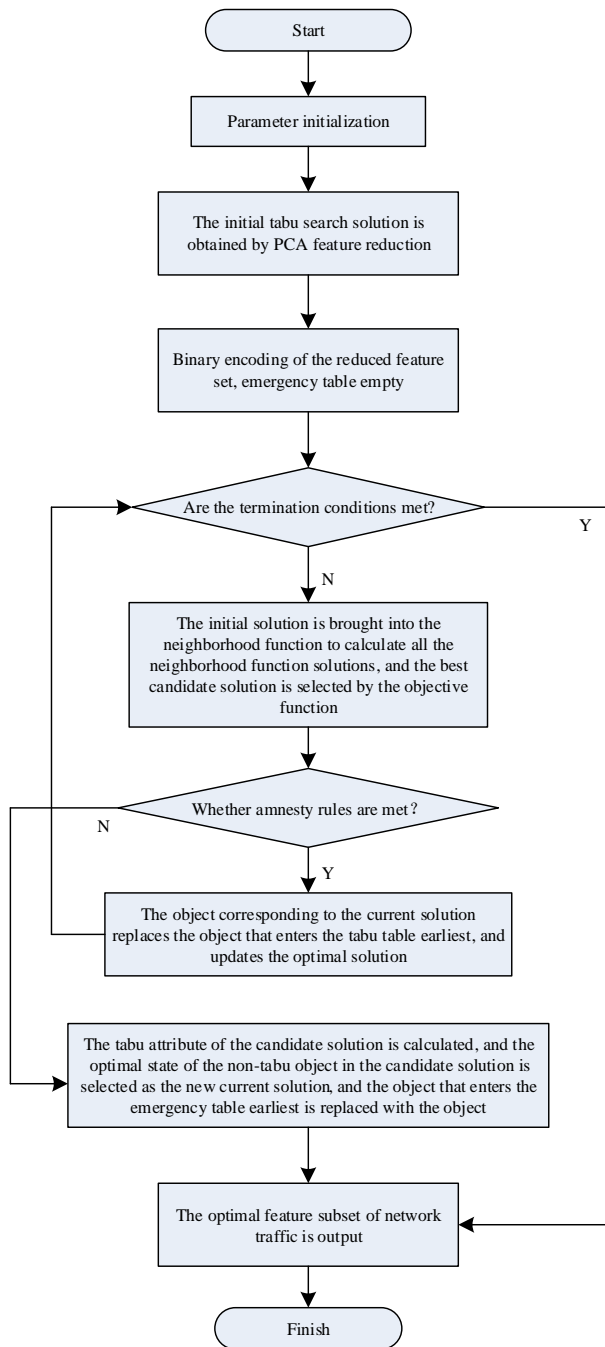 Start
Parameter initialization
The initial tabu search solution is
obtained by PCA feature reduction
Binary encoding of the reduced feature
set, emergency table empty
Are the termination conditions met?
Y
N
The initial solution is brought into the
neighborhood function to calculate all the
neighborhood function solutions, and the best
candidate solution is selected by the objective
function
Whether amnesty rules are met?
N
Y
The object corresponding to the current solution
replaces the object that enters the tabu table earliest, and
updates the optimal solution
The tabu attribute of the candidate solution is calculated, and the
optimal state of the non-tabu object in the candidate solution is
selected as the new current solution, and the object that enters the
emergency table earliest is replaced with the object
The optimal feature subset of network
traffic is output
Finish